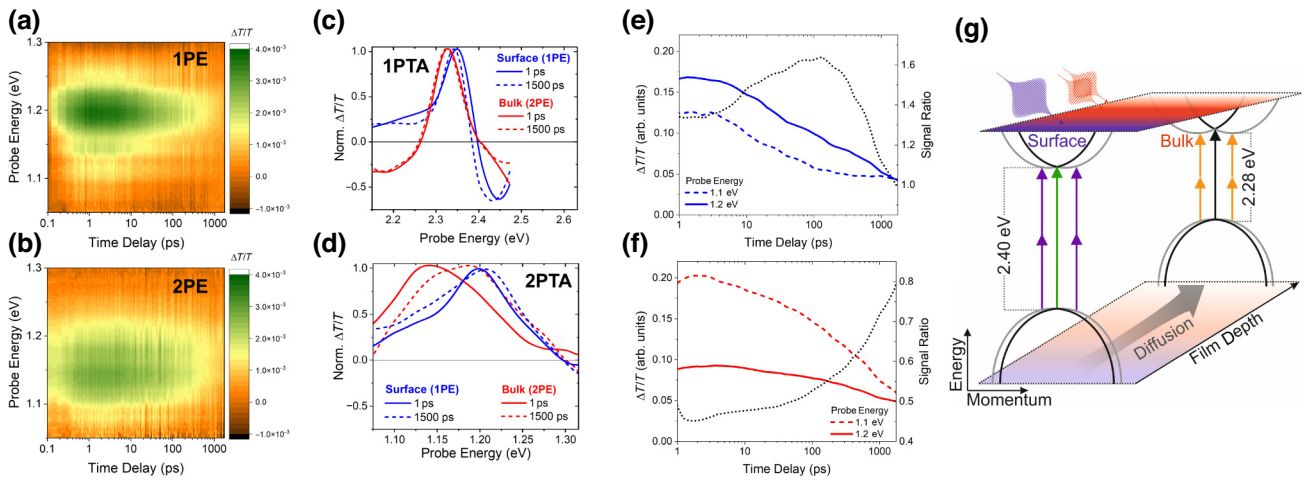 (a)
ΔT/T
1PE
4.0×10⁻³
3.0×10⁻³
2.0×10⁻³
1.0×10⁻³
0.0
−1.0×10⁻³
Probe Energy (eV)
1.3
1.2
1.1
0.1 1 10 100 1000
Time Delay (ps)
(b)
ΔT/T
2PE
4.0×10⁻³
3.0×10⁻³
2.0×10⁻³
1.0×10⁻³
0.0
−1.0×10⁻³
Probe Energy (eV)
1.3
1.2
1.1
0.1 1 10 100 1000
Time Delay (ps)
(c)
1PTA
Surface (1PE)
1 ps
1500 ps
Bulk (2PE)
1 ps
1500 ps
Norm. ΔT/T
1.0
0.5
0.0
−0.5
2.2 2.3 2.4 2.5 2.6
Probe Energy (eV)
(d)
2PTA
Surface (1PE)
1 ps
1500 ps
Bulk (2PE)
1 ps
1500 ps
Norm. ΔT/T
1.0
0.5
0.0
−0.5
1.10 1.15 1.20 1.25 1.30
Probe Energy (eV)
(e)
ΔT/T (arb. units)
0.20
0.15
0.10
0.05
0.00
Probe Energy
1.1 eV
1.2 eV
1.6
1.4
1.2
1.0
Signal Ratio
1 10 100 1000
Time Delay (ps)
(f)
ΔT/T (arb. units)
0.20
0.15
0.10
0.05
0.00
Probe Energy
1.1 eV
1.2 eV
0.8
0.7
0.6
0.5
0.4
Signal Ratio
1 10 100 1000
Time Delay (ps)
(g)
Surface
Bulk
2.40 eV
2.28 eV
Diffusion
Film Depth
Energy
Momentum